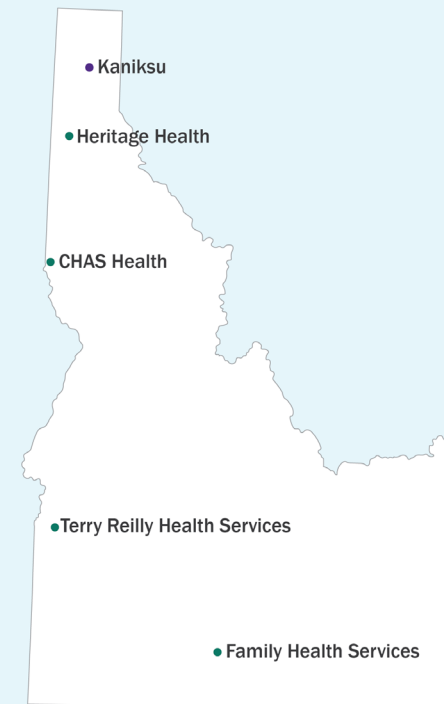 Kaniksu
Heritage Health
CHAS Health
Terry Reilly Health Services
Family Health Services